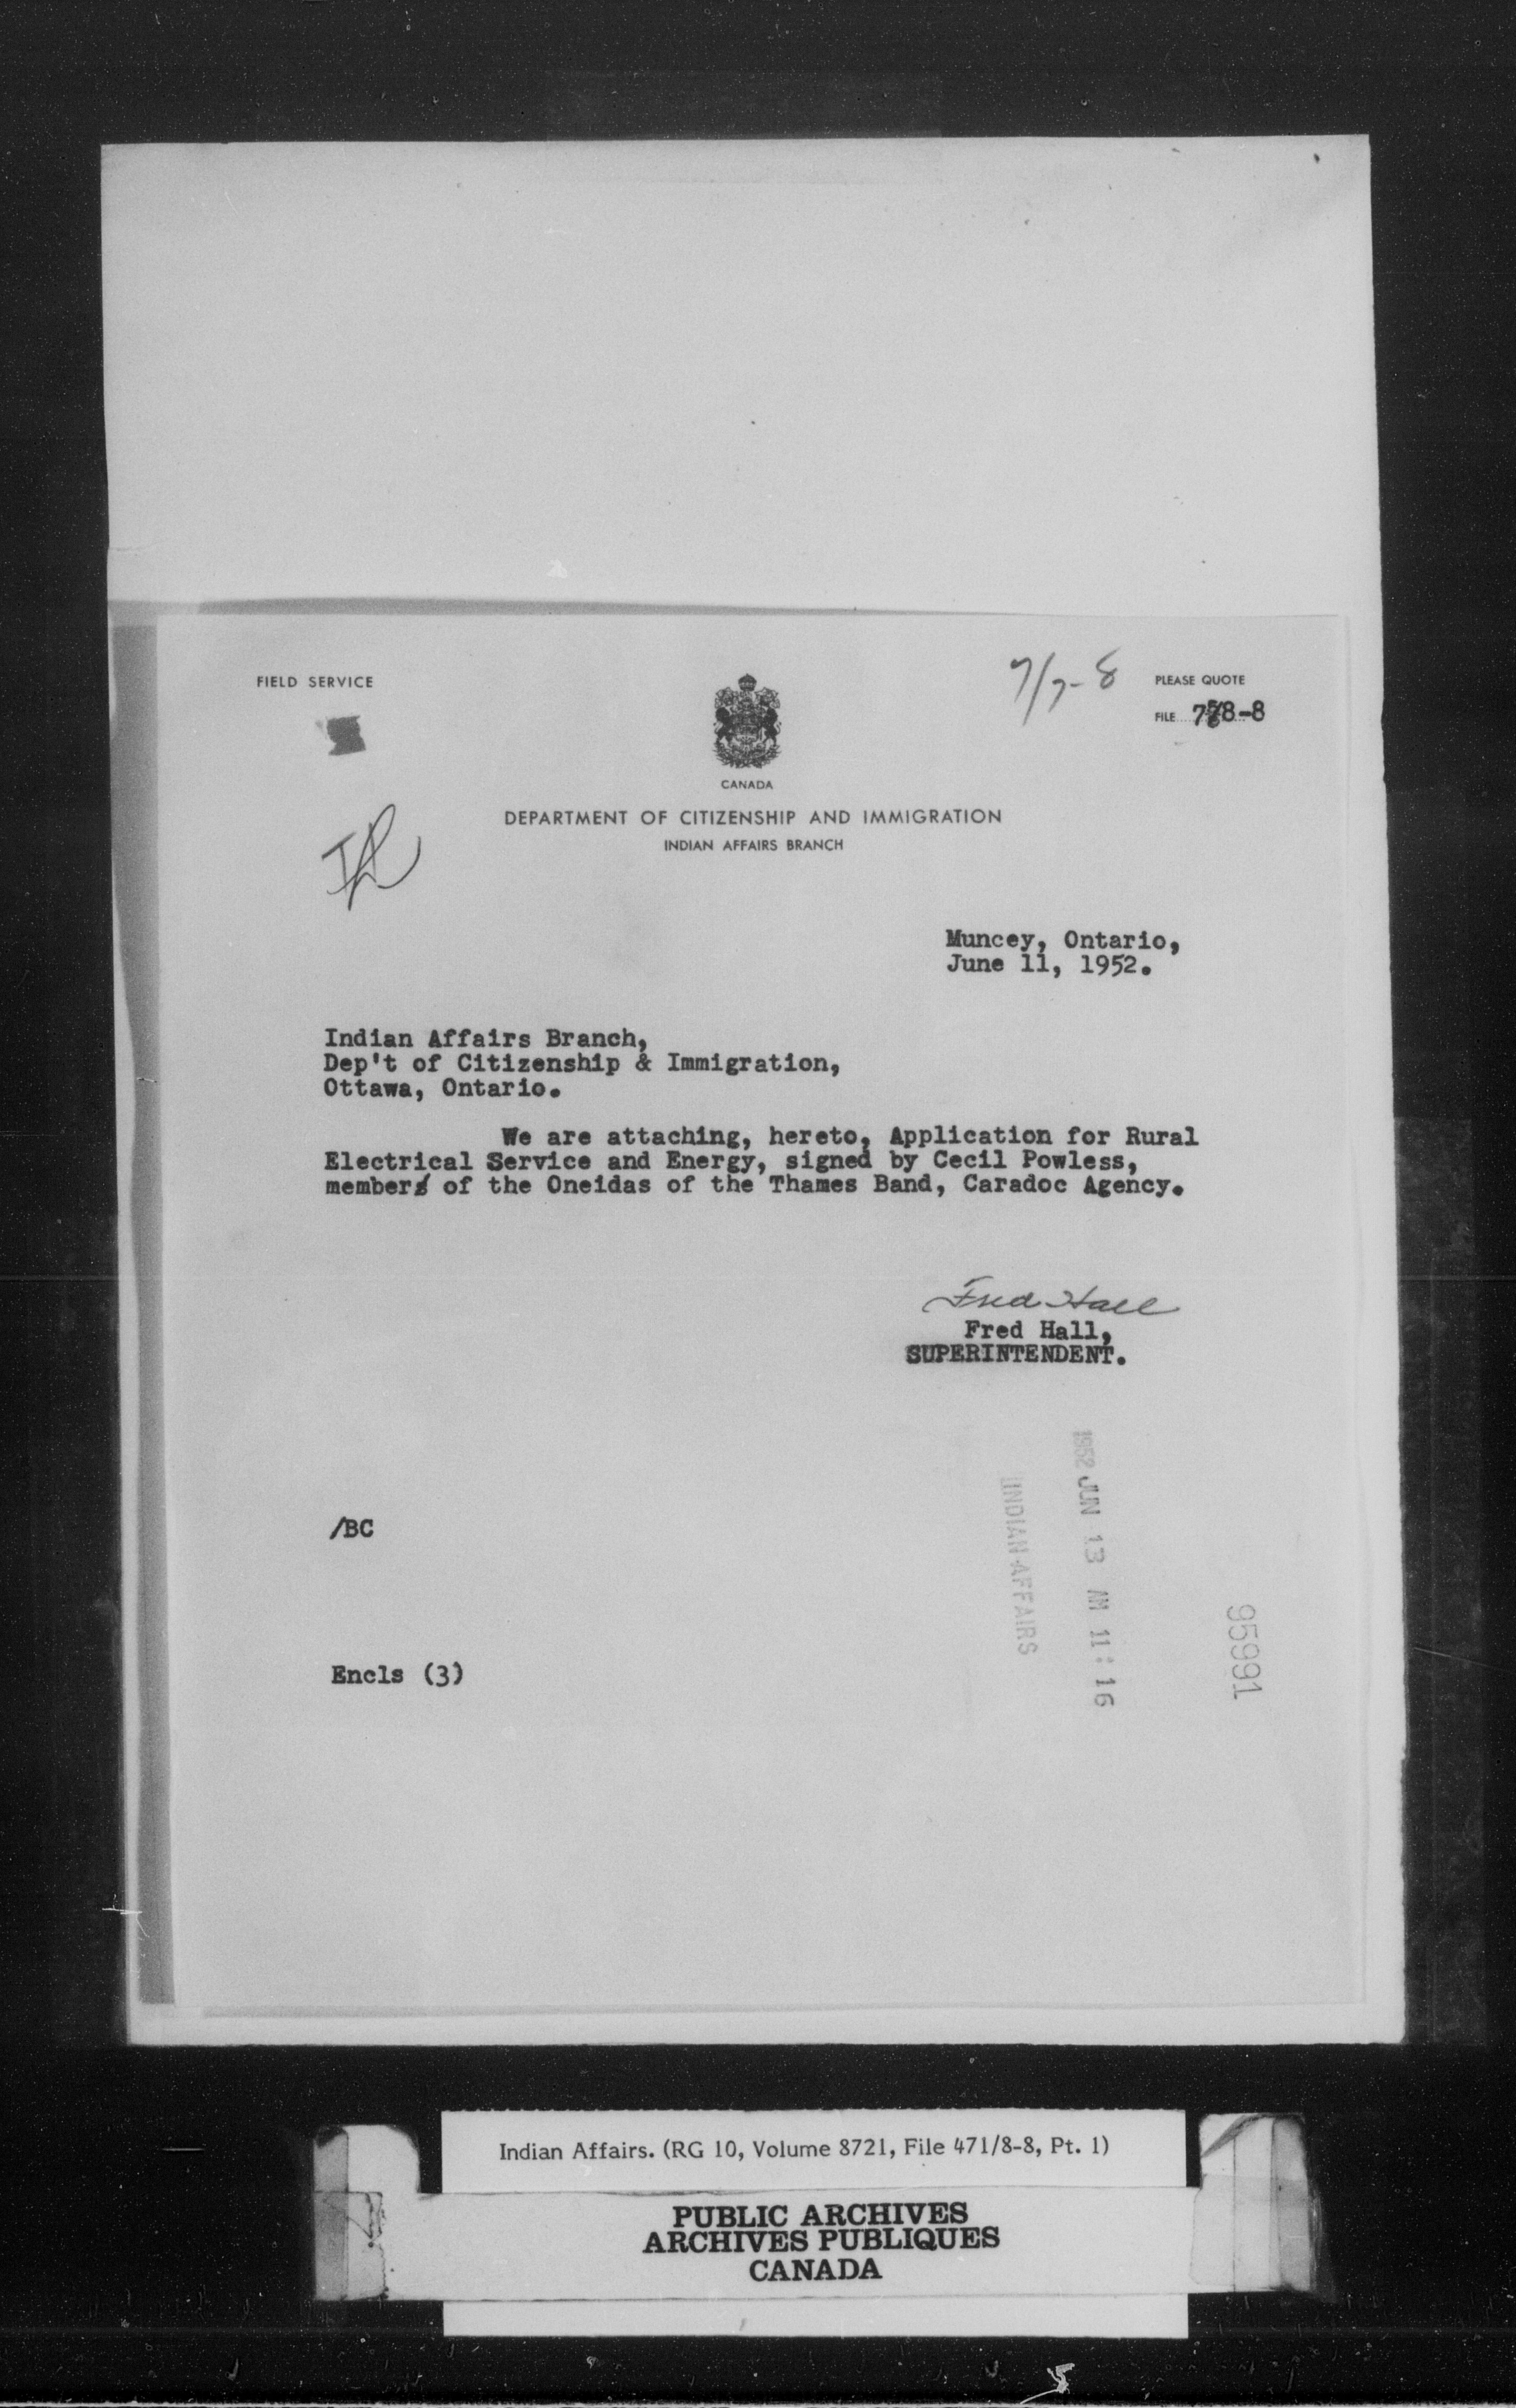 FIELD SERVICE
7/7-8
PLEASE QUOTE
FILE 778-8
CANADA
DEPARTMENT OF CITIZENSHIP AND IMMIGRATION
INDIAN AFFAIRS BRANCH
Muncey, Ontario,
June 11, 1952.
Indian Affairs Branch,
Dep't of Citizenship & Immigration,
Ottawa, Ontario.
We are attaching, hereto, Application for Rural
Electrical Service and Energy, signed by Cecil Powless,
members of the Oneidas of the Thames Band, Caradoc Agency.
Fred Hall
Fred Hall,
SUPERINTENDENT.
1952 JUN 13 AM 11:16
INDIAN AFFAIRS
95991
/BC
Encls (3)
Indian Affairs. (RG 10, Volume 8721, File 471/8-8, Pt. 1)
PUBLIC ARCHIVES
ARCHIVES PUBLIQUES
CANADA